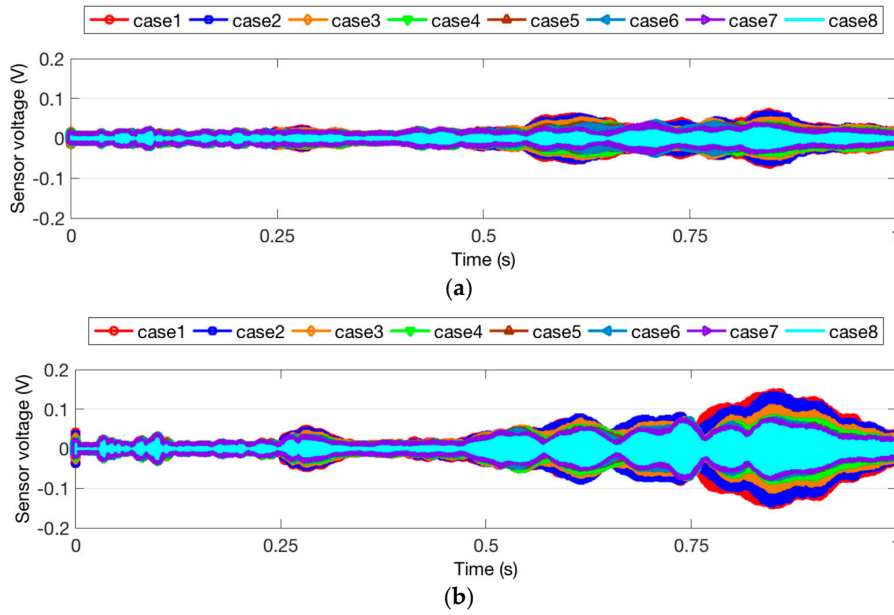 case1 case2 case3 case4 case5 case6 case7 case8
0.2
0.1
0
-0.1
-0.2
Sensor voltage (V)
0 0.25 0.5 0.75 1
Time (s)
(a)
case1 case2 case3 case4 case5 case6 case7 case8
0.2
0.1
0
-0.1
-0.2
Sensor voltage (V)
0 0.25 0.5 0.75
Time (s)
(b)